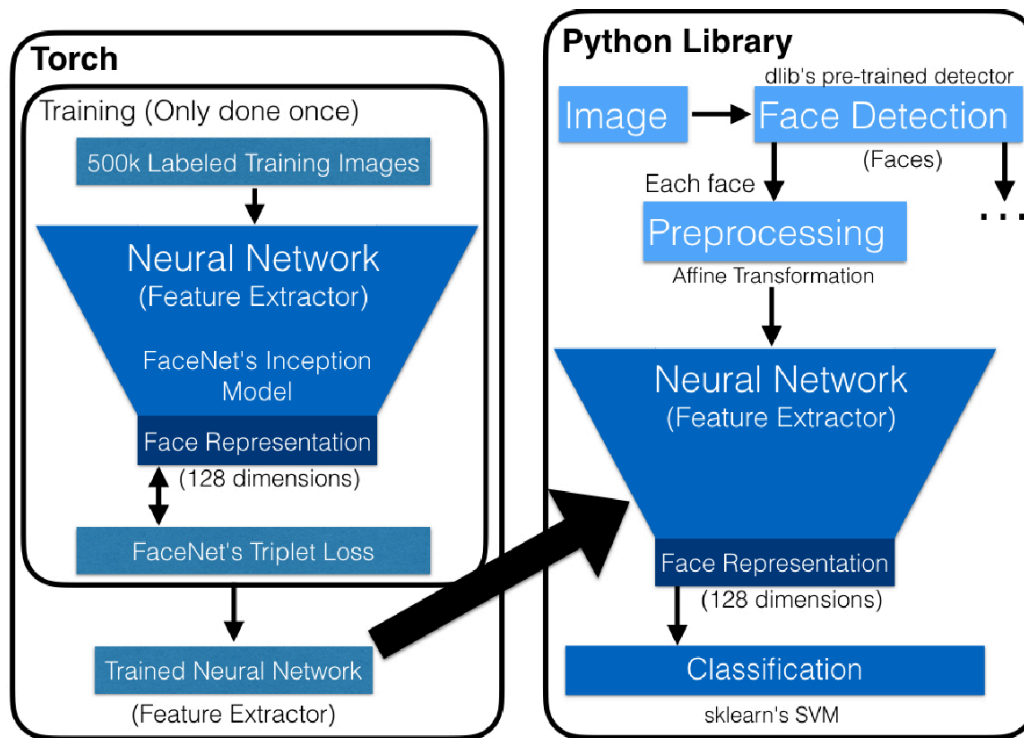 Torch
Training (Only done once)
500k Labeled Training Images
Neural Network
(Feature Extractor)
FaceNet's Inception
Model
Face Representation
(128 dimensions)
FaceNet's Triplet Loss
Trained Neural Network
(Feature Extractor)
Python Library
dlib's pre-trained detector
Image
Face Detection
(Faces)
Each face
...
Preprocessing
Affine Transformation
Neural Network
(Feature Extractor)
Face Representation
(128 dimensions)
Classification
sklearn's SVM